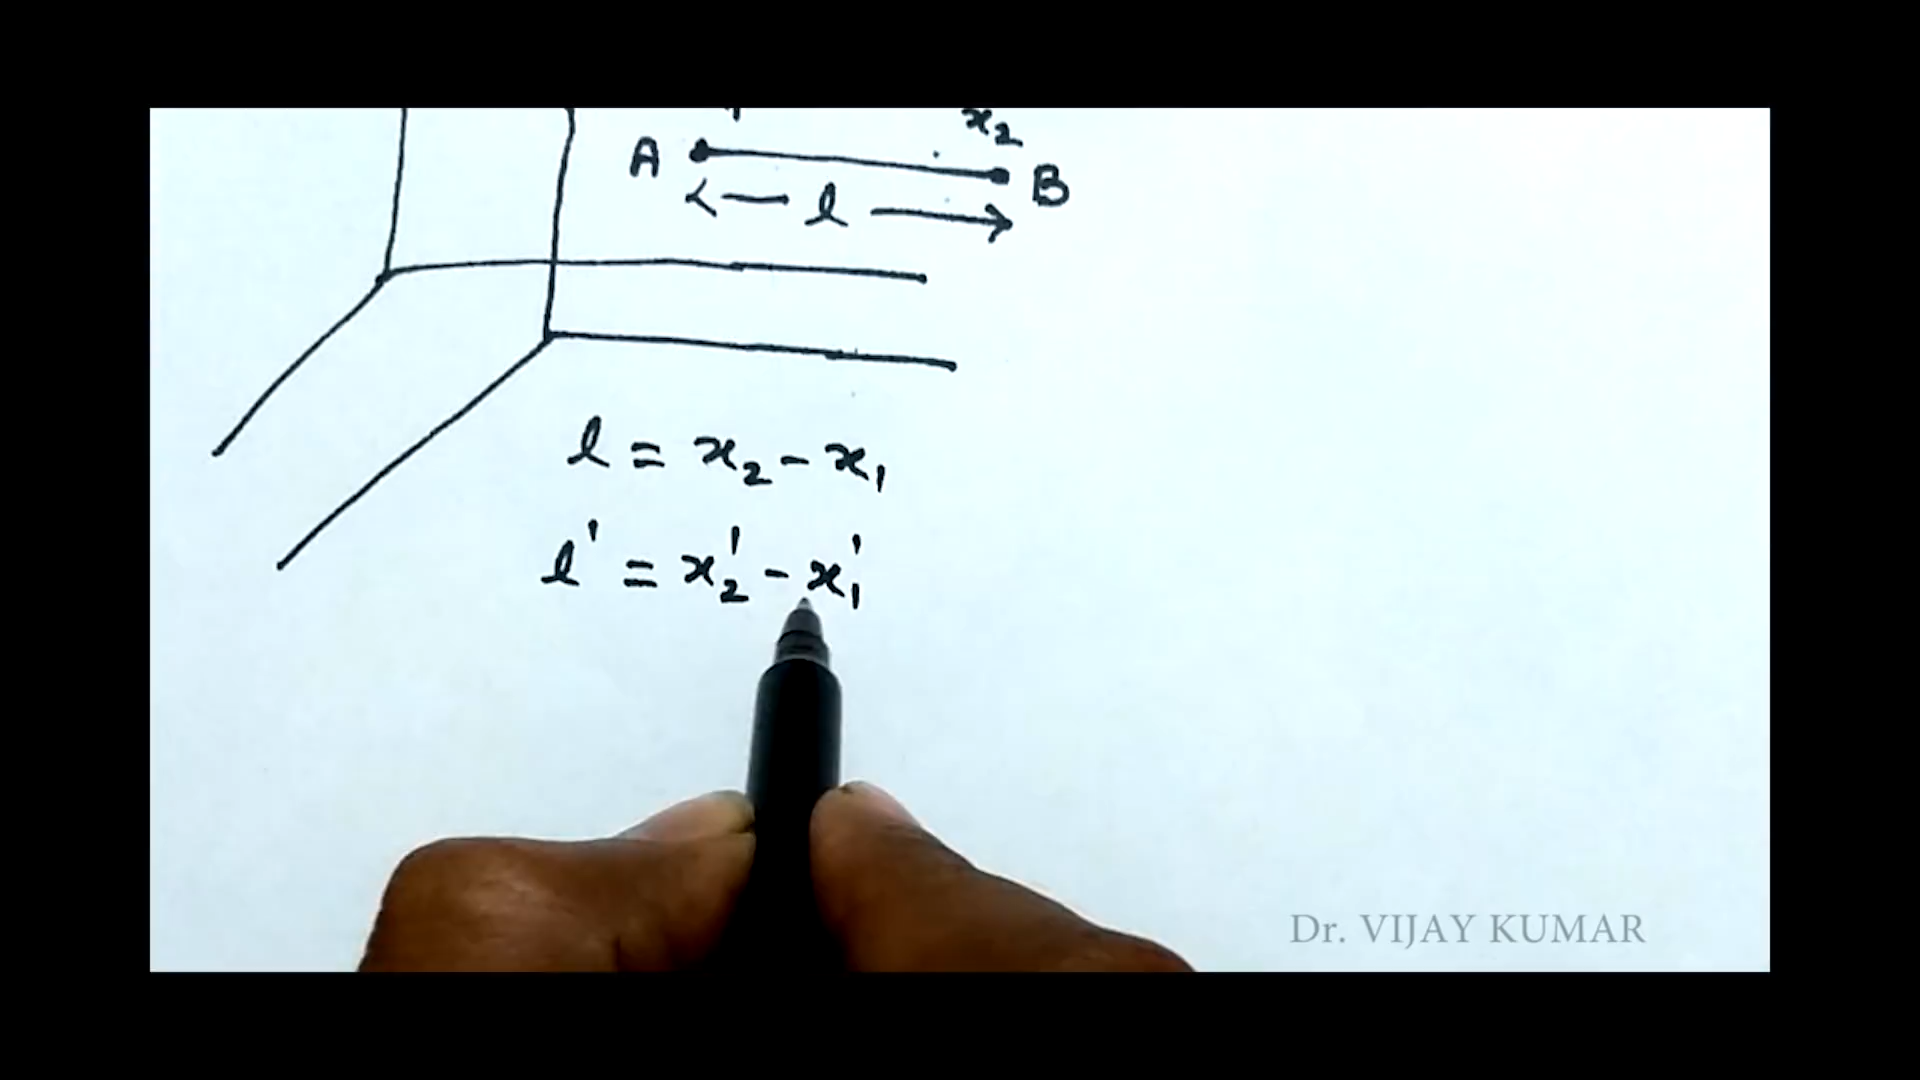 x₂
A B
l
l = x₂ - x₁
l' = x₂' - x₁'
Dr. VIJAY KUMAR